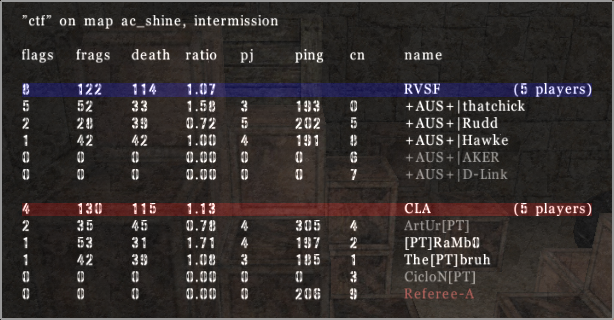 "ctf" on map ac_shine, intermission
flags frags death ratio pj ping cn name
8 122 114 1.07 RVSF (5 players)
5 52 33 1.58 3 193 0 +AUS+|thatchick
2 28 39 0.72 5 202 5 +AUS+|Rudd
1 42 42 1.00 4 191 8 +AUS+|Hawke
0 0 0 0.00 0 0 6 +AUS+|AKER
0 0 0 0.00 0 0 7 +AUS+|D-Link
4 130 115 1.13 CLA (5 players)
2 35 45 0.78 4 305 4 ArtUr[PT]
1 53 31 1.71 4 197 2 [PT]RaMb0
1 42 39 1.08 3 185 1 The[PT]bruh
0 0 0 0.00 0 0 3 CicloN[PT]
0 0 0 0.00 0 206 9 Referee-A